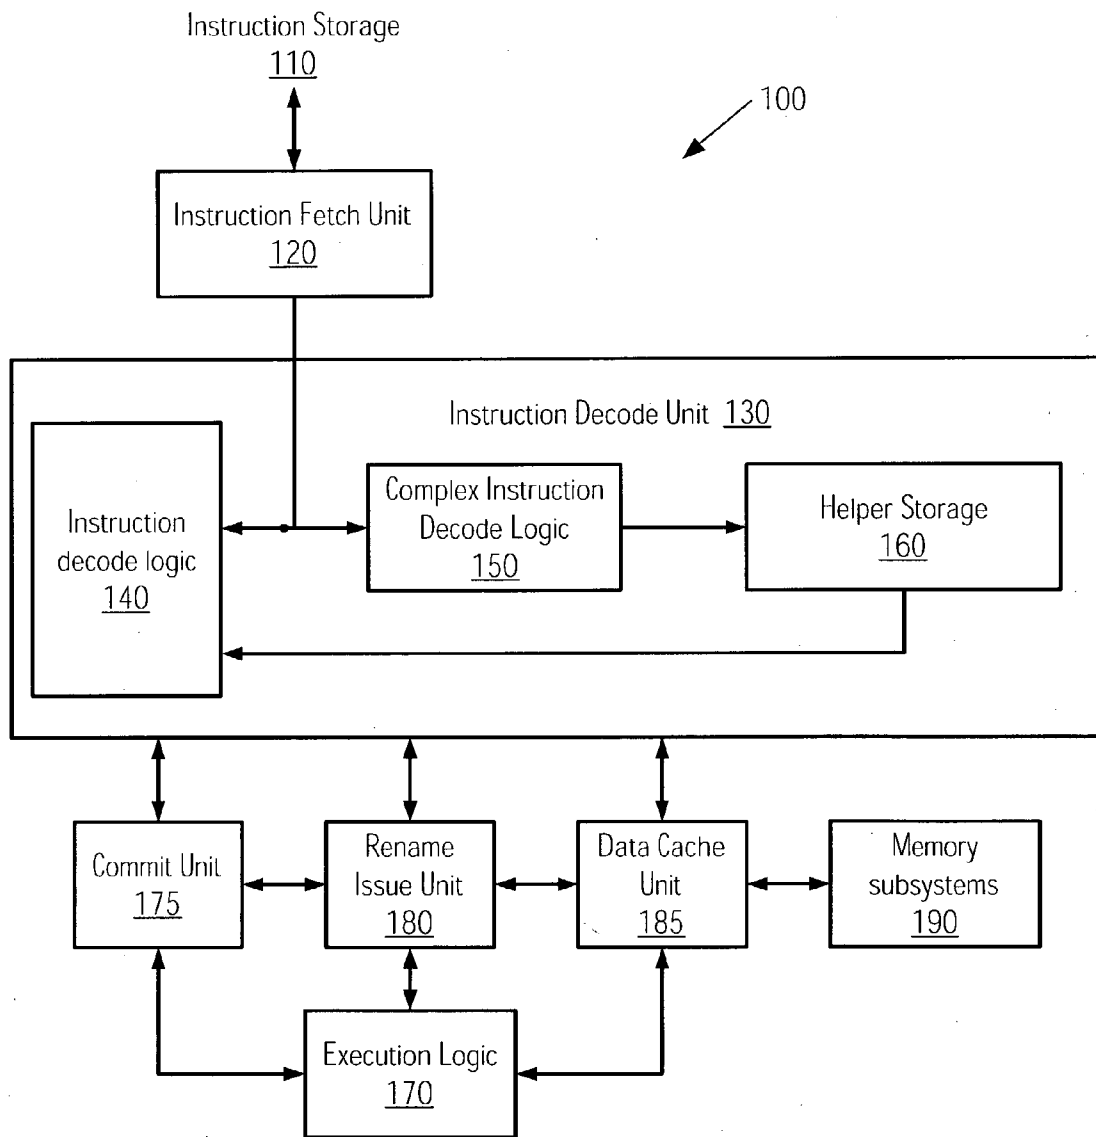 Instruction Storage
110
100
Instruction Fetch Unit
120
Instruction Decode Unit 130
Instruction
decode logic
140
Complex Instruction
Decode Logic
150
Helper Storage
160
Commit Unit
175
Rename
Issue Unit
180
Data Cache
Unit
185
Memory
subsystems
190
Execution Logic
170